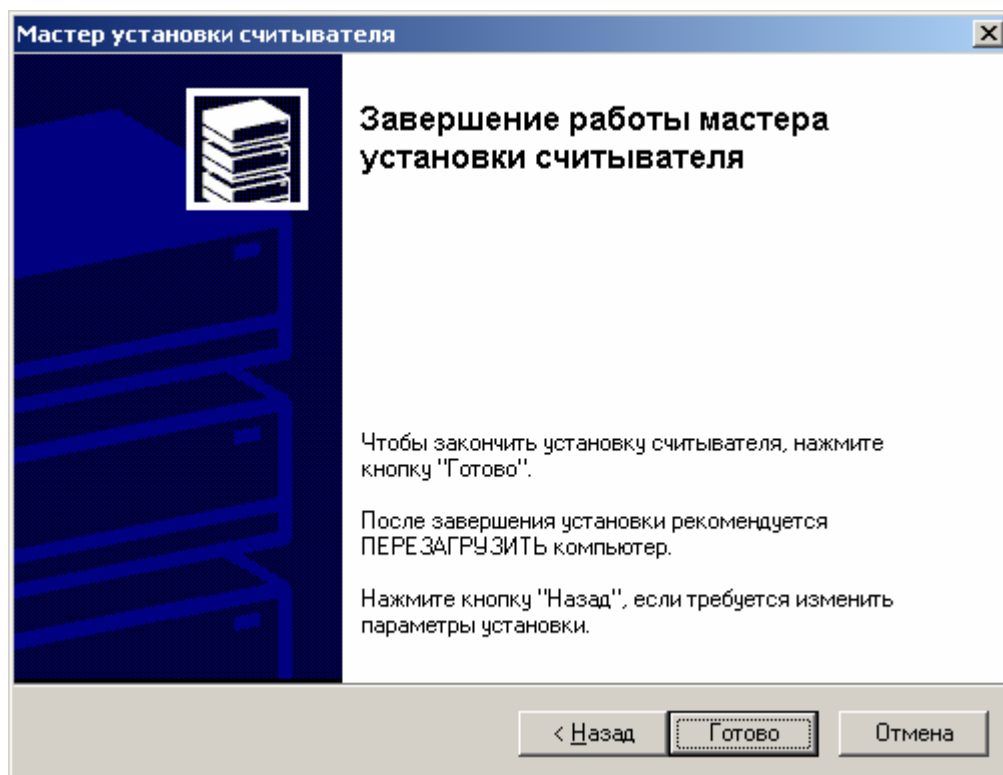 Мастер установки считывателя
Завершение работы мастера
установки считывателя
Чтобы закончить установку считывателя, нажмите
кнопку "Готово".
После завершения установки рекомендуется
ПЕРЕЗАГРУЗИТЬ компьютер.
Нажмите кнопку "Назад", если требуется изменить
параметры установки.
< Назад
Готово
Отмена